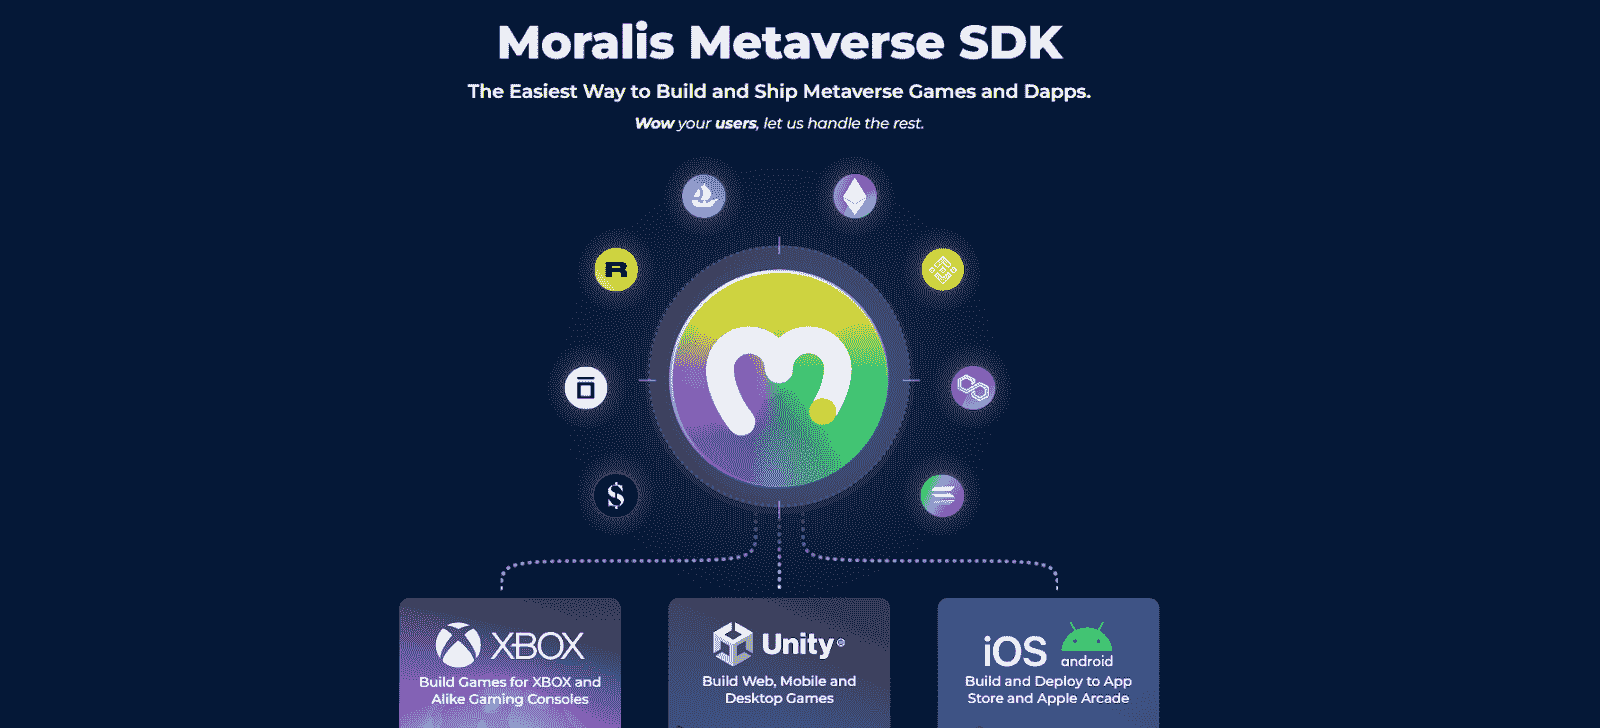 Moralis Metaverse SDK
The Easiest Way to Build and Ship Metaverse Games and Dapps.
Wow your users, let us handle the rest.
R
$
XBOX
Build Games for XBOX and
Alike Gaming Consoles
Unity
Build Web, Mobile and
Desktop Games
iOS
android
Build and Deploy to App
Store and Apple Arcade